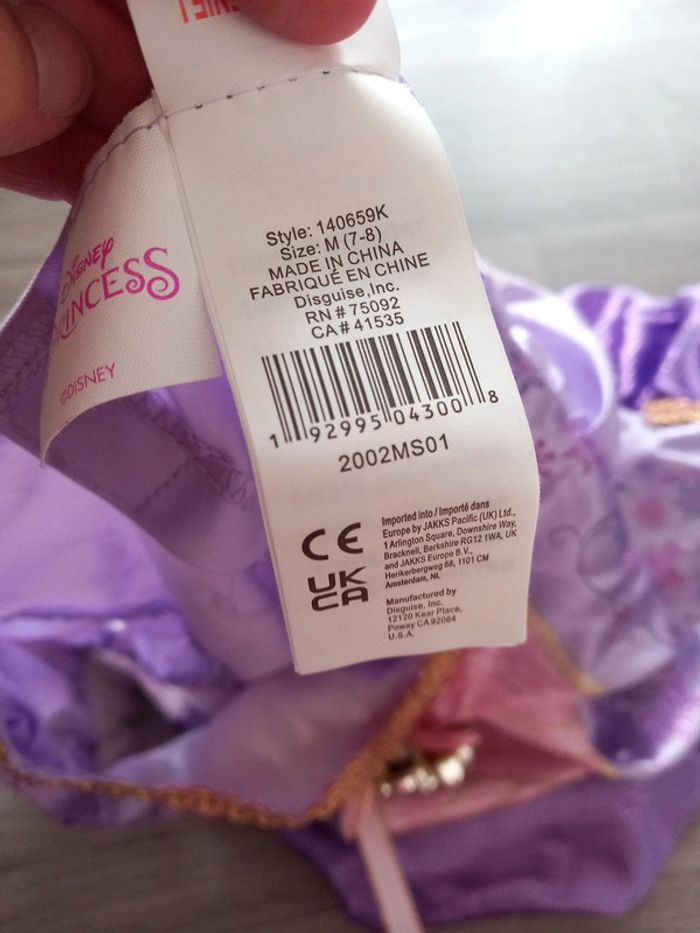 Style: 140659K
Size: M (7-8)
MADE IN CHINA
FABRIQUÉ EN CHINE
Disguise,Inc.
RN # 75092
CA # 41535
1 92995 04300 8
2002MS01
CE
UK
CA
Imported into / Importé dans
Europe by JAKKS Pacific (UK) Ltd.,
1 Arlington Square, Downshire Way,
Bracknell, Berkshire RG12 1WA, UK
and JAKKS Europe B.V.,
Herikerbergweg 88, 1101 CM
Amsterdam, NL
Manufactured by
Disguise, Inc.
12120 Kear Place,
Poway CA 92064
U.S.A.
DISNEY
PRINCESS
©DISNEY